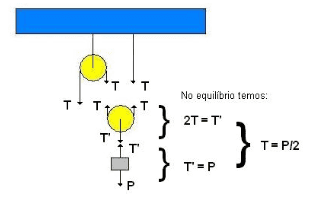 No equilíbrio temos:
T T T
T T
2T = T'
T'
T = P/2
T'
T' = P
P